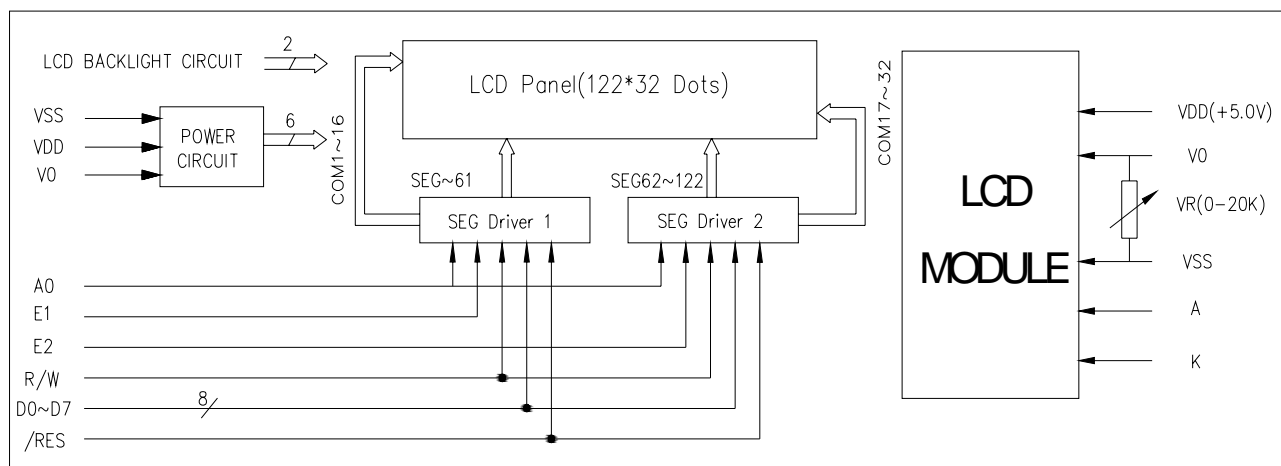 LCD BACKLIGHT CIRCUIT
2
VSS
VDD
V0
POWER
CIRCUIT
6
COM1~16
LCD Panel(122*32 Dots)
COM17~32
SEG~61
SEG62~122
SEG Driver 1
SEG Driver 2
A0
E1
E2
R/W
D0~D7
8
/RES
LCD
MODULE
VDD(+5.0V)
V0
VR(0-20K)
VSS
A
K